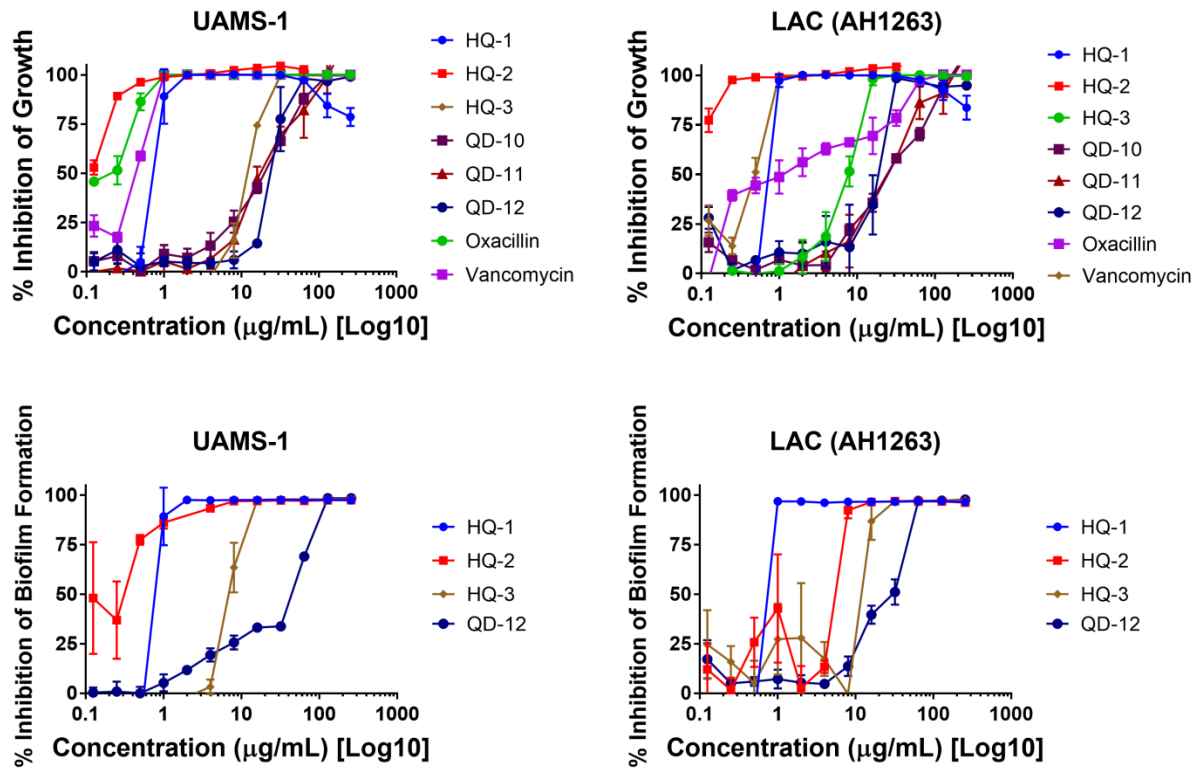 UAMS-1
% Inhibition of Growth
100
75
50
25
0
0.1
1
10
100
1000
Concentration (µg/mL) [Log10]
HQ-1
HQ-2
HQ-3
QD-10
QD-11
QD-12
Oxacillin
Vancomycin
LAC (AH1263)
% Inhibition of Growth
100
75
50
25
0
0.1
1
10
100
1000
Concentration (µg/mL) [Log10]
HQ-1
HQ-2
HQ-3
QD-10
QD-11
QD-12
Oxacillin
Vancomycin
UAMS-1
% Inhibition of Biofilm Formation
100
75
50
25
0
0.1
1
10
100
1000
Concentration (µg/mL) [Log10]
HQ-1
HQ-2
HQ-3
QD-12
LAC (AH1263)
% Inhibition of Biofilm Formation
100
75
50
25
0
0.1
1
10
100
1000
Concentration (µg/mL) [Log10]
HQ-1
HQ-2
HQ-3
QD-12